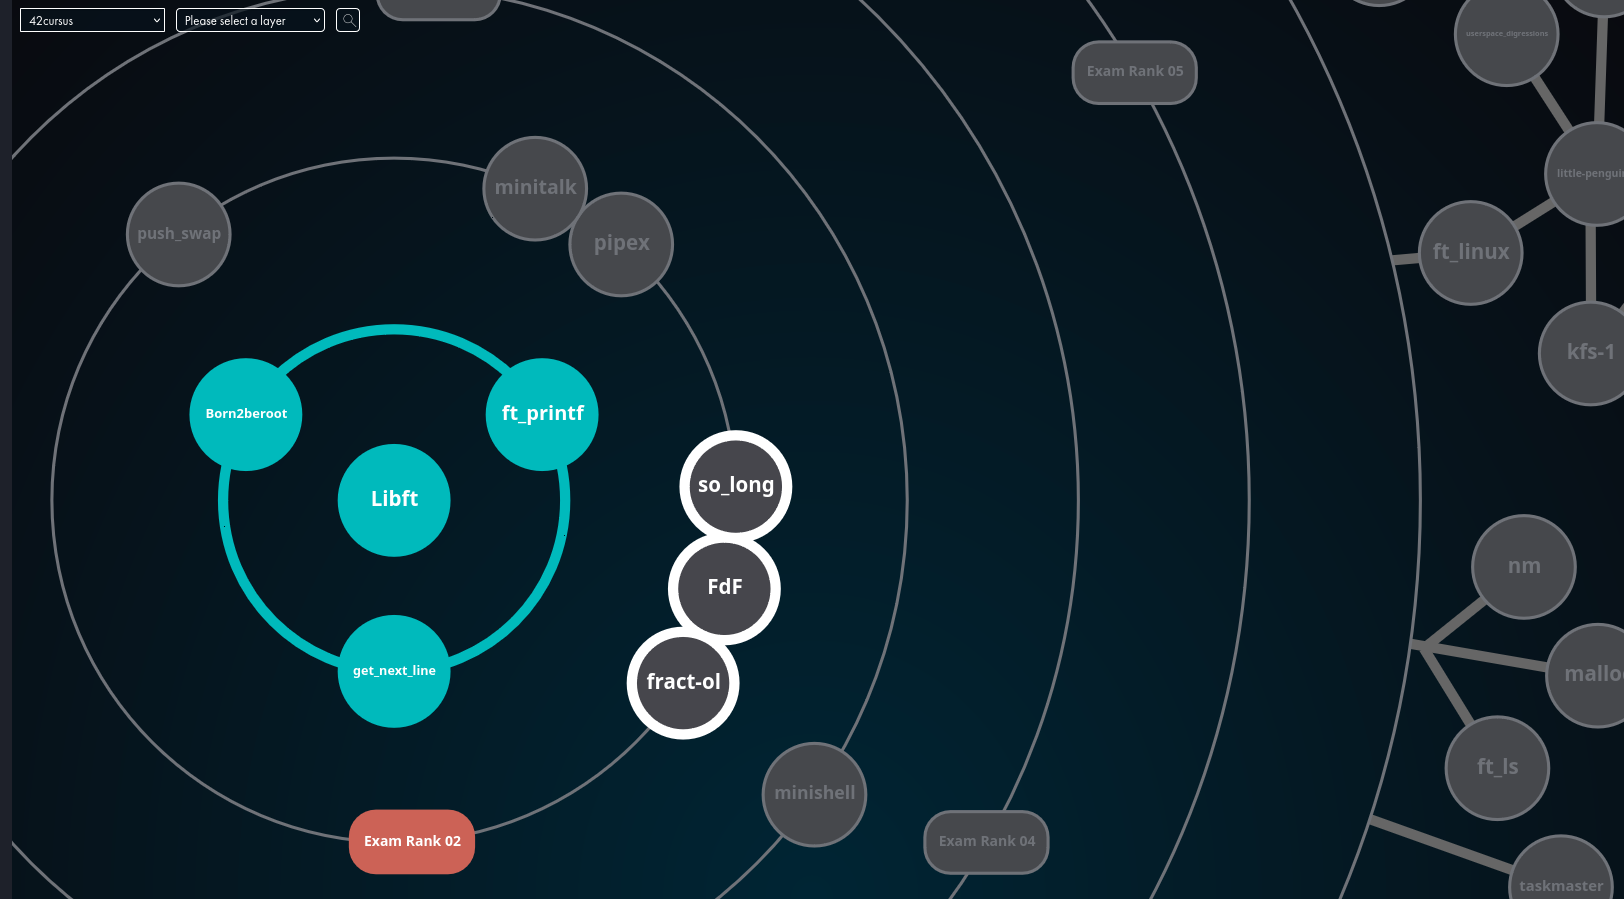 42cursus
Please select a layer
userspace_digressions
Exam Rank 05
little-penguin
minitalk
push_swap
pipex
ft_linux
kfs-1
Born2beroot
ft_printf
so_long
Libft
nm
FdF
get_next_line
fract-ol
mallo
ft_ls
minishell
Exam Rank 02
Exam Rank 04
taskmaster